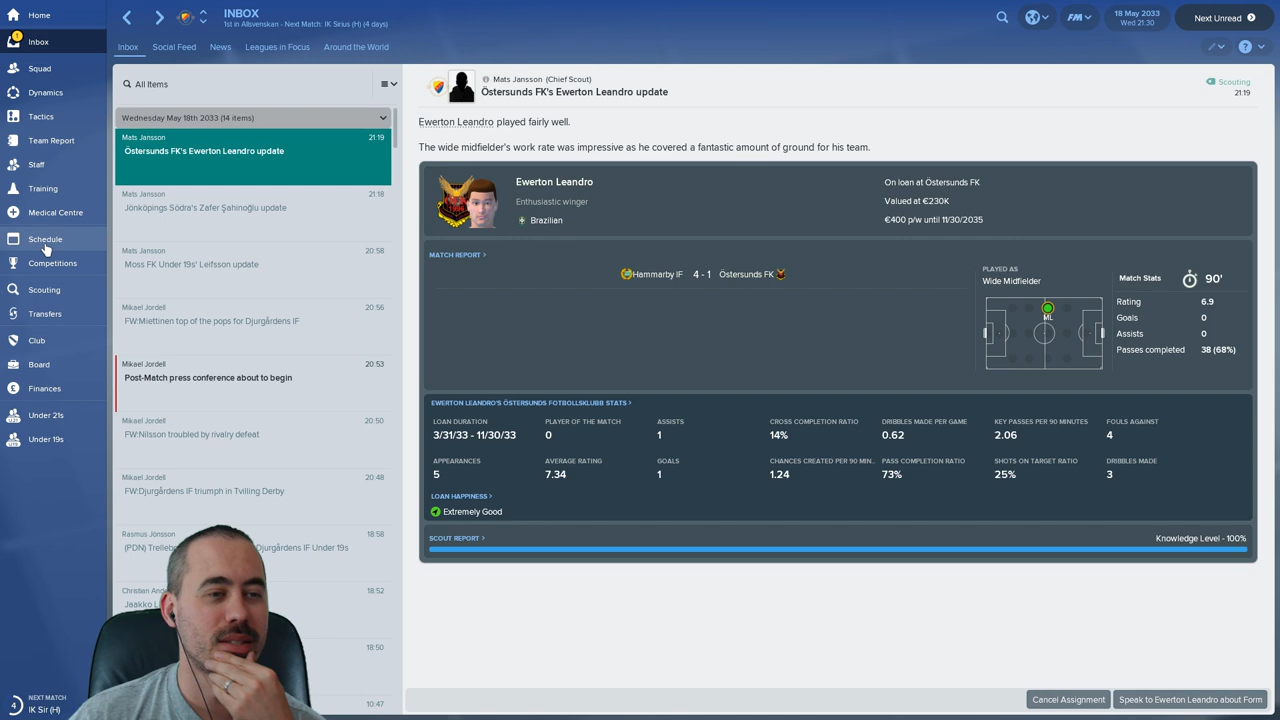 Home
Inbox
Squad
Dynamics
Tactics
Team Report
Staff
Training
Medical Centre
Schedule
Competitions
Scouting
Transfers
Club
Board
Finances
Under 21s
Under 19s
4
NEXT MATCH
IK Sir (H)
INBOX
1st in Allsvenskan - Next Match: IK Sirius (H) (4 days)
FM
18 May 2033
Wed 21:30
Next Unread
Inbox
Social Feed
News
Leagues in Focus
Around the World
All Items
Wednesday May 18th 2033 (14 items)
Mats Jansson 21:19
Östersunds FK's Ewerton Leandro update
Mats Jansson 21:18
Jönköpings Södra's Zafer Şahinoğlu update
Mats Jansson 20:58
Moss FK Under 19s' Leifsson update
Mikael Jordell 20:56
FW:Miettinen top of the pops for Djurgårdens IF
Mikael Jordell 20:53
Post-Match press conference about to begin
Mikael Jordell 20:50
FW:Nilsson troubled by rivalry defeat
Mikael Jordell 20:48
FW:Djurgårdens IF triumph in Tvilling Derby
Rasmus Jönsson 18:58
(PDN) Djurgårdens IF Under 19s
Christian 18:52
Jaakko
18:50
10:47
Mats Jansson (Chief Scout)
Östersunds FK's Ewerton Leandro update
Scouting
21:19
Ewerton Leandro played fairly well.
The wide midfielder's work rate was impressive as he covered a fantastic amount of ground for his team.
Ewerton Leandro
Enthusiastic winger
Brazilian
On loan at Östersunds FK
Valued at €230K
€400 p/w until 11/30/2035
MATCH REPORT >
Hammarby IF 4 - 1 Östersunds FK
PLAYED AS
Wide Midfielder
ML
Match Stats 90'
Rating 6.9
Goals 0
Assists 0
Passes completed 38 (68%)
EWERTON LEANDRO'S ÖSTERSUNDS FOTBOLLSKLUBB STATS >
LOAN DURATION PLAYER OF THE MATCH ASSISTS CROSS COMPLETION RATIO DRIBBLES MADE PER GAME KEY PASSES PER 90 MINUTES FOULS AGAINST
3/31/33 - 11/30/33 0 1 14% 0.62 2.06 4
APPEARANCES AVERAGE RATING GOALS CHANCES CREATED PER 90 MIN... PASS COMPLETION RATIO SHOTS ON TARGET RATIO DRIBBLES MADE
5 7.34 1 1.24 73% 25% 3
LOAN HAPPINESS >
Extremely Good
SCOUT REPORT >
Knowledge Level - 100%
Cancel Assignment
Speak to Ewerton Leandro about Form